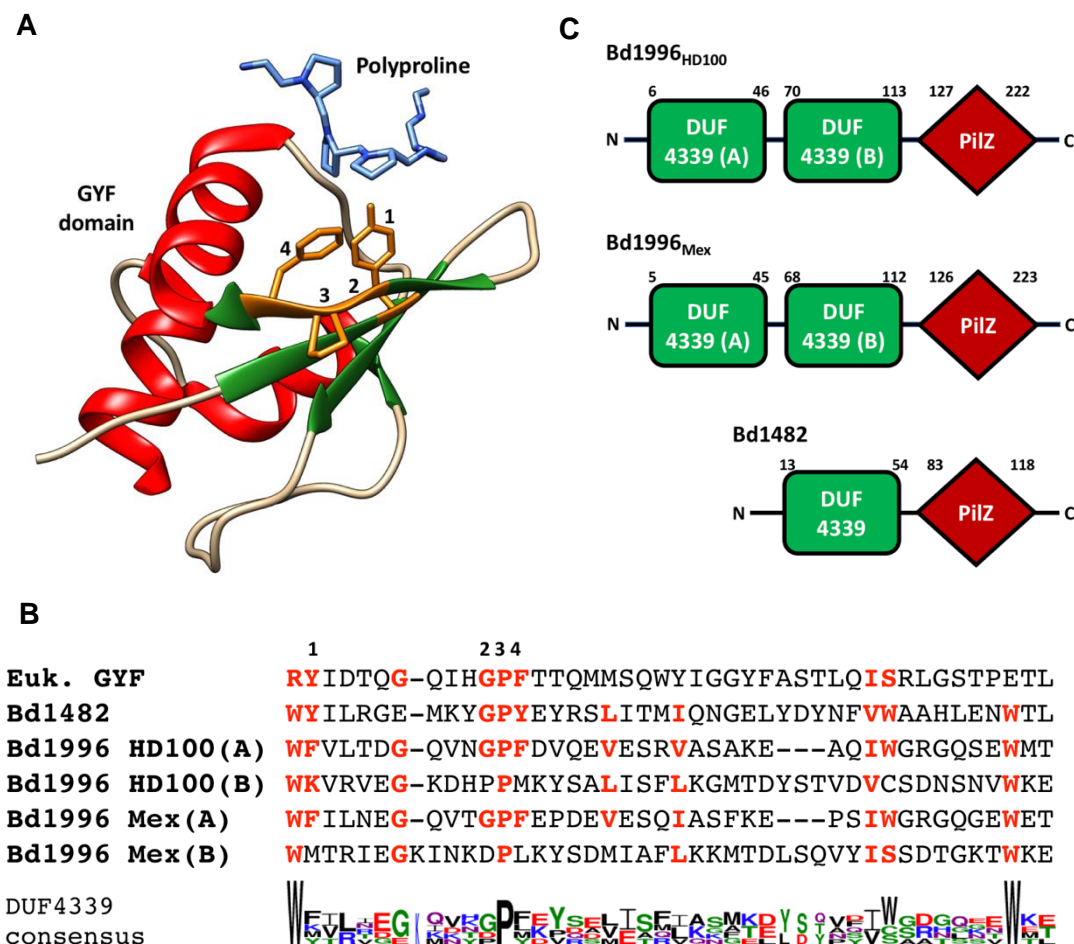 A
Polyproline
GYF
domain
1
4
2
3
C
Bd1996HD100
6 46 70 113 127 222
N DUF 4339 (A) DUF 4339 (B) PilZ C
Bd1996Mex
5 45 68 112 126 223
N DUF 4339 (A) DUF 4339 (B) PilZ C
Bd1482
13 54 83 118
N DUF 4339 PilZ C
B
1 2 3 4
Euk. GYF RYIDTQG-QIHGPFTTQMMSQWYIGGYFASTLQISRLGSTPETL
Bd1482 WYILRGE-MKYGPYEYRSLITMIQNGELYDYNFVWAAHLENWTL
Bd1996 HD100(A) WFVLTDG-QVNGPFDVQEVESRVASAKE---AQIWGRGQSEWMT
Bd1996 HD100(B) WKVRVEG-KDHPPMKYSALISFLKGMTDYSTVDVCSDNSNVWKE
Bd1996 Mex(A) WFILNEG-QVTGPFEPDEVESQIASFKE---PSIWGRGQGEWET
Bd1996 Mex(B) WMTRIEGKINKDPLKYSDMIAFLKKMTDLSQVYISSDTGKTWKE
DUF4339
consensus